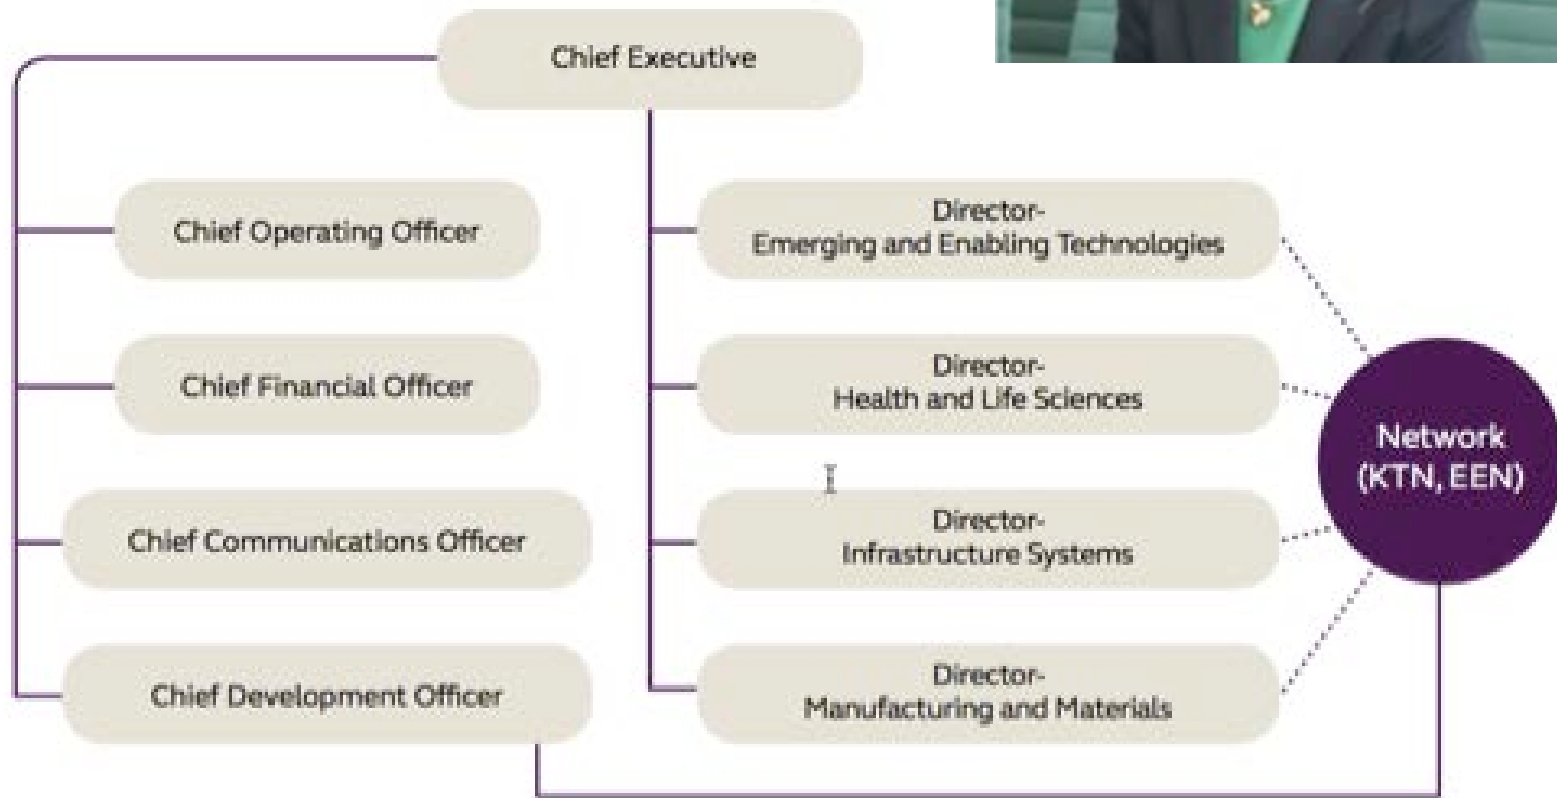 Chief Executive
Chief Operating Officer
Chief Financial Officer
Chief Communications Officer
Chief Development Officer
Director-
Emerging and Enabling Technologies
Director-
Health and Life Sciences
Director-
Infrastructure Systems
Director-
Manufacturing and Materials
Network
(KTN, EEN)